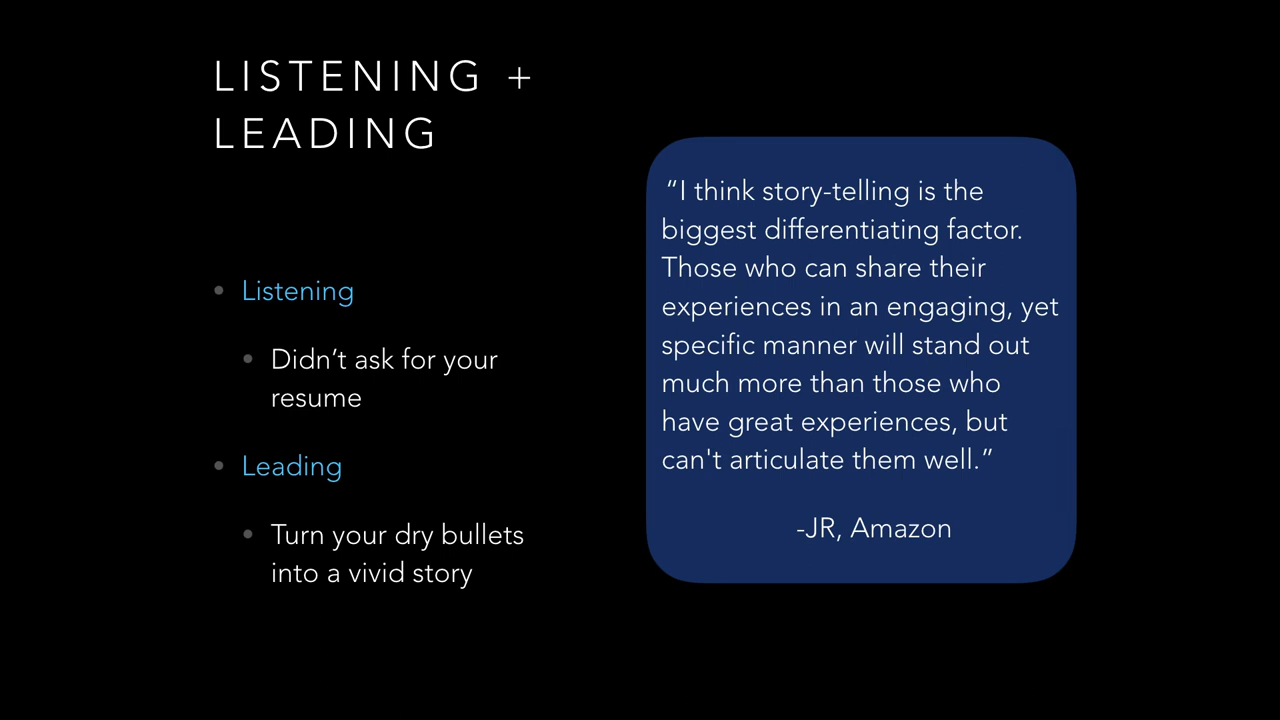 LISTENING +
LEADING
• Listening
• Didn’t ask for your
resume
• Leading
• Turn your dry bullets
into a vivid story
“I think story-telling is the
biggest differentiating factor.
Those who can share their
experiences in an engaging, yet
specific manner will stand out
much more than those who
have great experiences, but
can't articulate them well.”
-JR, Amazon